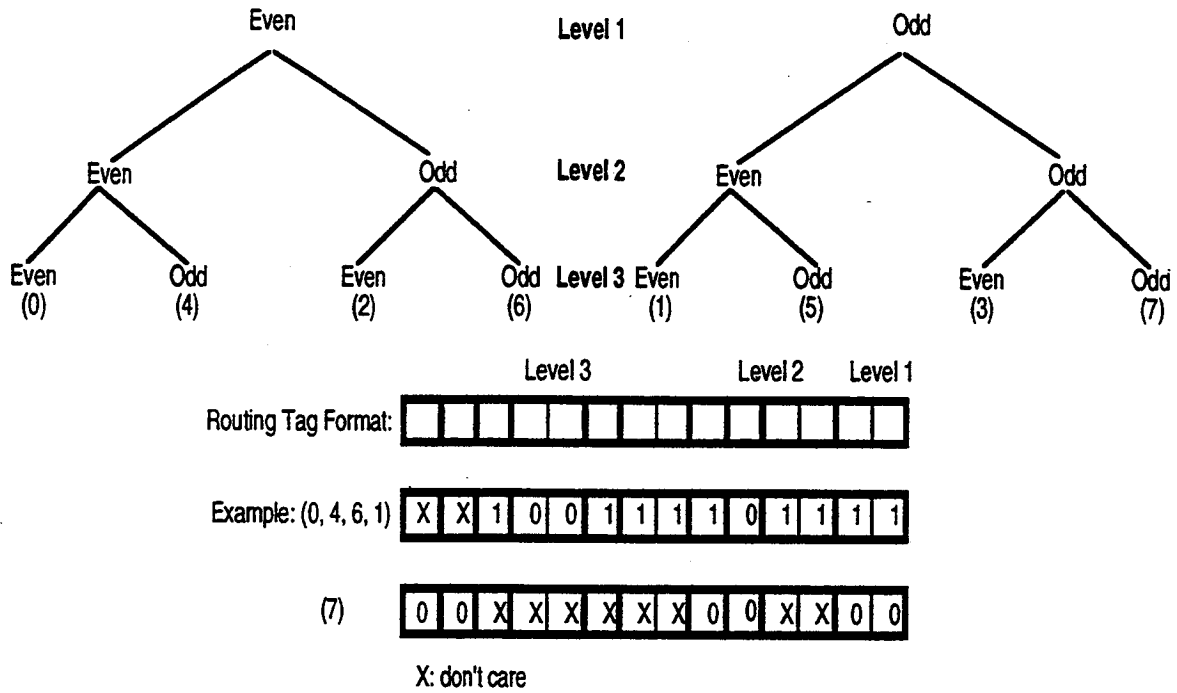 Even Level 1 Odd
Even Odd Level 2 Even Odd
Even Odd Even Odd Level 3 Even Odd Even Odd
(0) (4) (2) (6) (1) (5) (3) (7)
Level 3 Level 2 Level 1
Routing Tag Format:
Example: (0, 4, 6, 1) X X 1 0 0 1 1 1 1 0 1 1 1 1
(7) 0 0 X X X X X X 0 0 X X 0 0
X: don't care